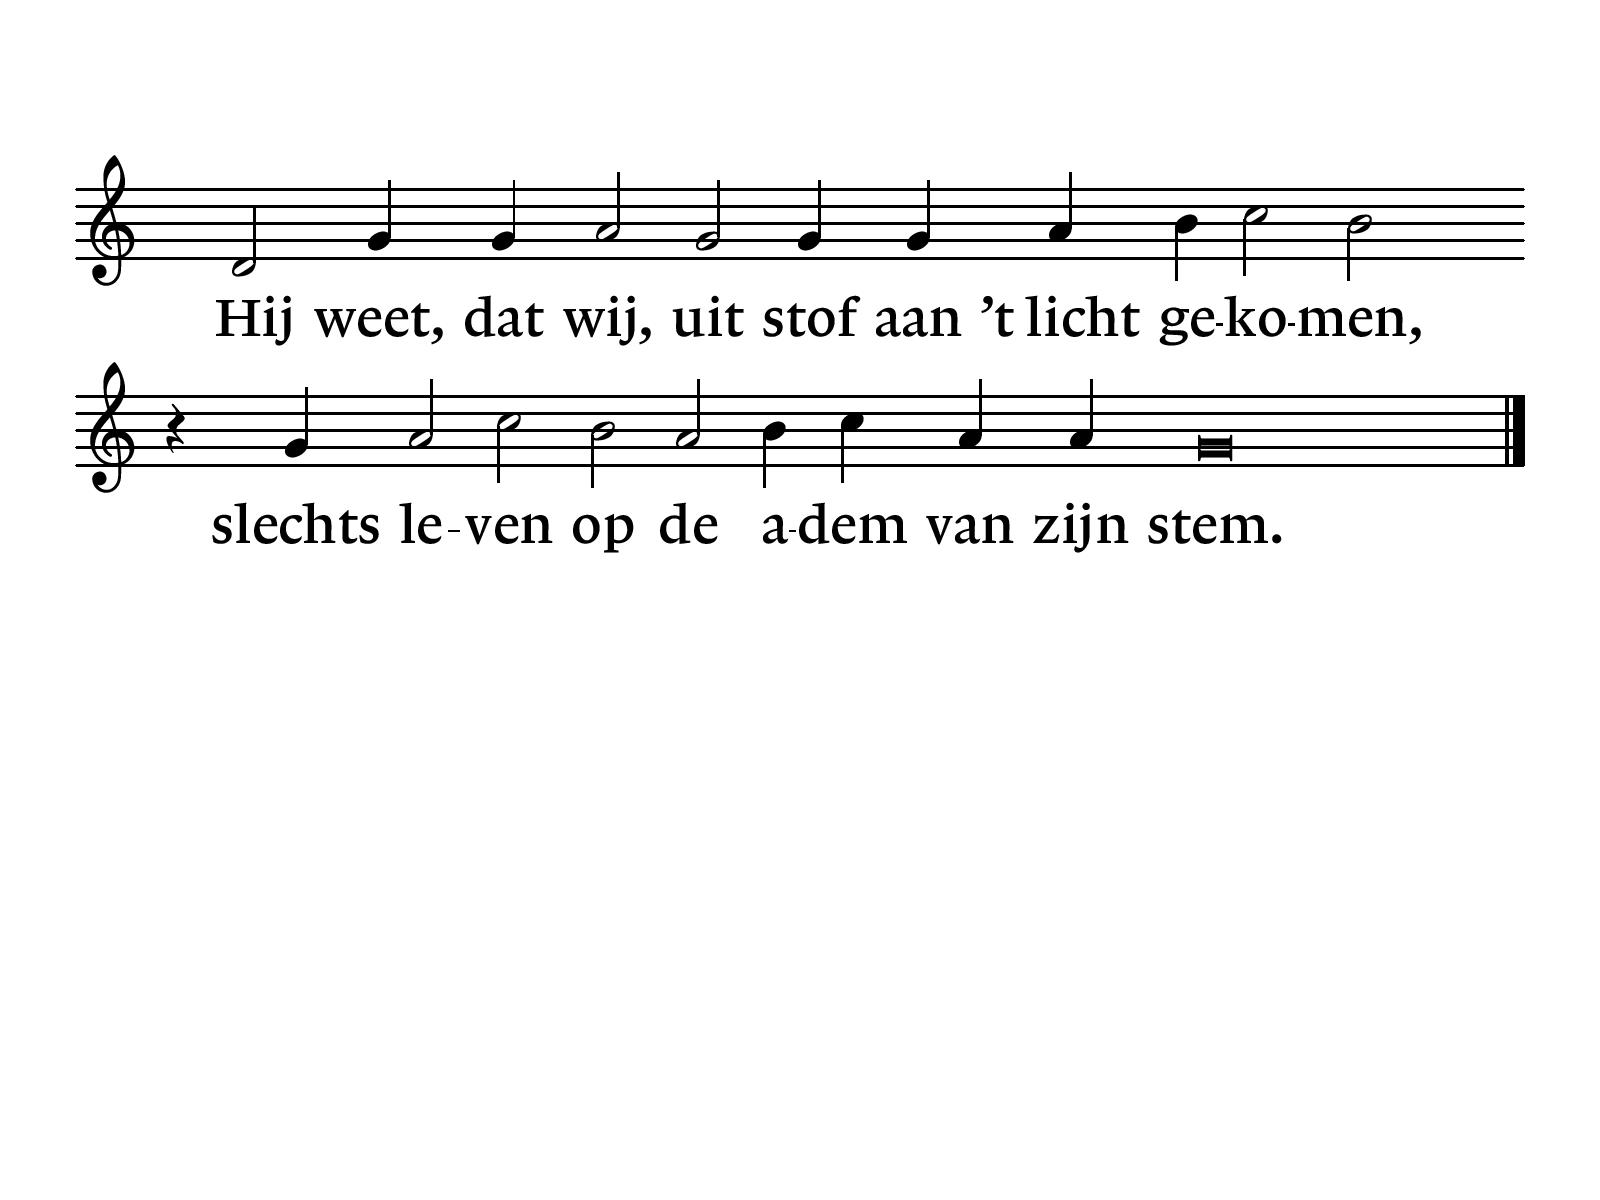 Hij weet, dat wij, uit stof aan ’t licht ge-ko-men,
slechts le-ven op de a-dem van zijn stem.